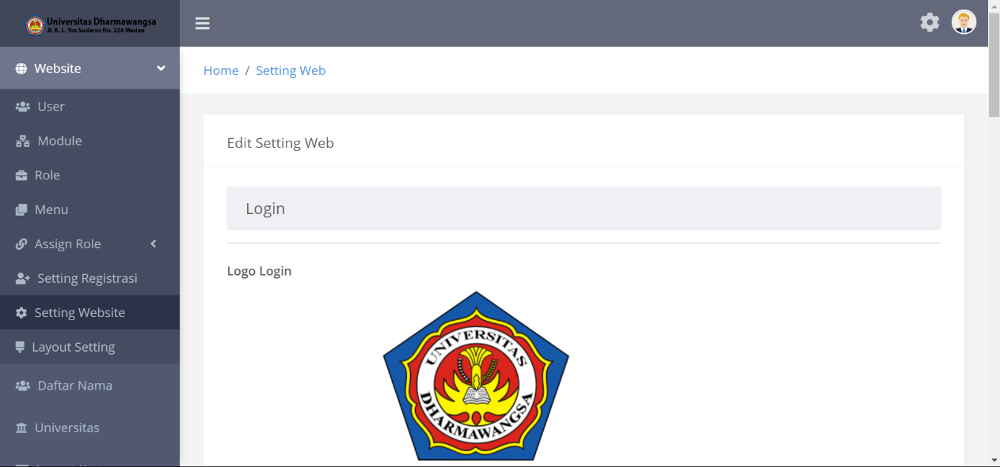 Universitas Dharmawangsa
Jl. K. L. Yos Sudarso No. 224 Medan
Website
User
Module
Role
Menu
Assign Role
Setting Registrasi
Setting Website
Layout Setting
Daftar Nama
Universitas
Home / Setting Web
Edit Setting Web
Login
Logo Login
UNIVERSITAS
DHARMAWANGSA